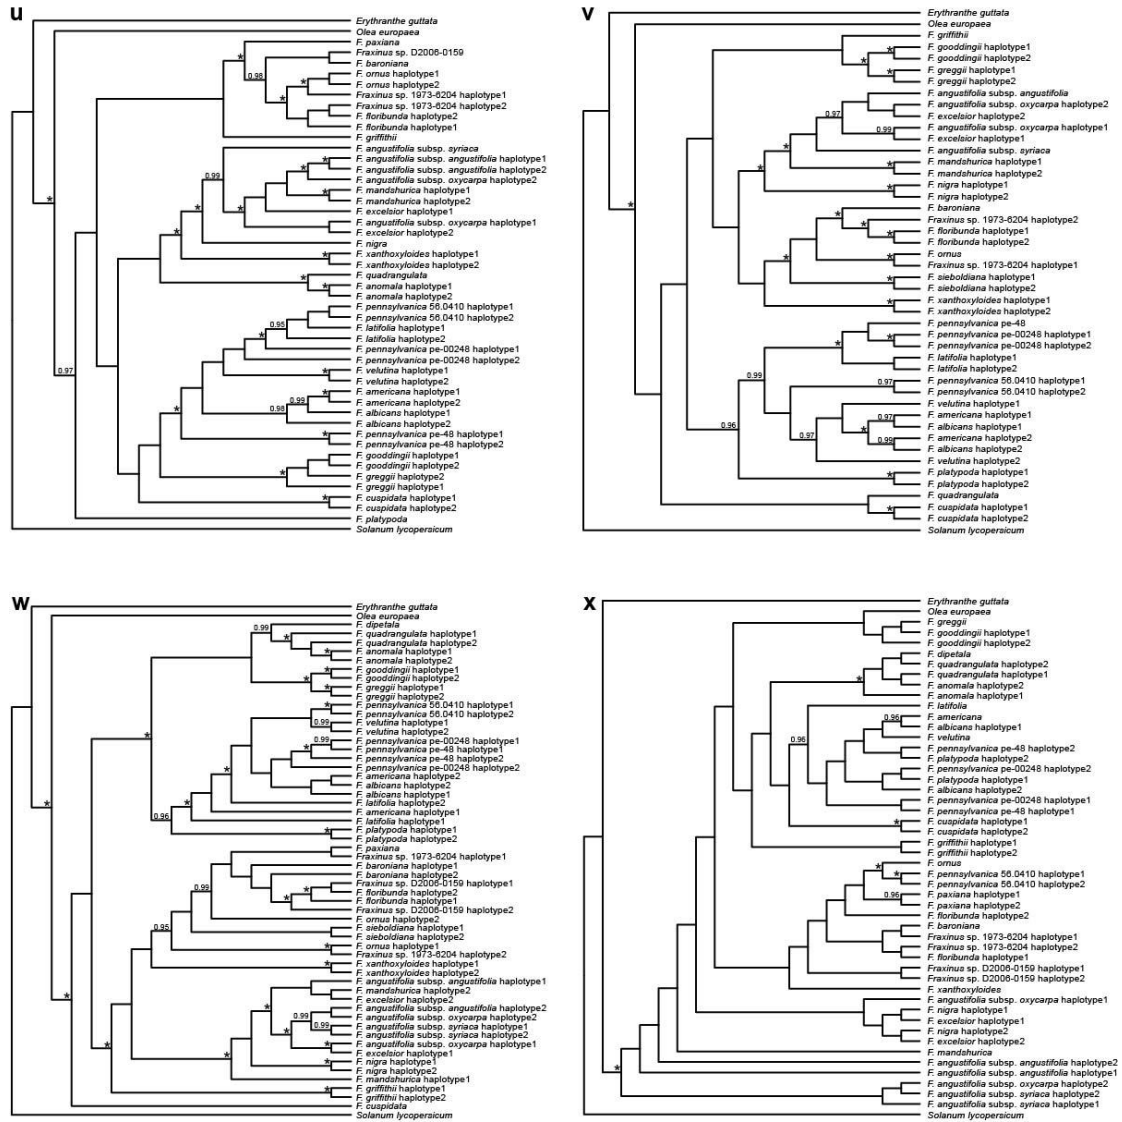 u
Erythranthe guttata
Olea europaea
F. paxiana
Fraxinus sp. D2006-0159
*
F. baroniana
0.98
F. ornus haplotype1
*
F. ornus haplotype2
Fraxinus sp. 1973-6204 haplotype1
*
Fraxinus sp. 1973-6204 haplotype2
F. floribunda haplotype2
F. floribunda haplotype1
F. griffithii
F. angustifolia subsp. syriaca
F. angustifolia subsp. angustifolia haplotype1
*
F. angustifolia subsp. angustifolia haplotype2
*
0.99
F. angustifolia subsp. oxycarpa haplotype2
F. mandshurica haplotype1
*
*
F. mandshurica haplotype2
*
*
F. excelsior haplotype1
F. angustifolia subsp. oxycarpa haplotype1
*
F. excelsior haplotype2
F. nigra
F. xanthoxyloides haplotype1
*
F. xanthoxyloides haplotype2
F. quadrangulata
*
F. anomala haplotype1
*
F. anomala haplotype2
F. pennsylvanica 56.0410 haplotype1
F. pennsylvanica 56.0410 haplotype2
0.95
F. latifolia haplotype1
*
F. latifolia haplotype2
F. pennsylvanica pe-00248 haplotype1
F. pennsylvanica pe-00248 haplotype2
0.97
F. velutina haplotype1
*
F. velutina haplotype2
F. americana haplotype1
*
0.99
F. americana haplotype2
*
0.98
F. albicans haplotype1
F. albicans haplotype2
F. pennsylvanica pe-48 haplotype1
*
F. pennsylvanica pe-48 haplotype2
F. gooddingii haplotype1
F. gooddingii haplotype2
*
F. greggii haplotype2
F. greggii haplotype1
F. cuspidata haplotype1
*
F. cuspidata haplotype2
F. platypoda
Solanum lycopersicum
v
Erythranthe guttata
Olea europaea
F. griffithii
F. gooddingii haplotype1
*
F. gooddingii haplotype2
*
F. greggii haplotype1
*
F. greggii haplotype2
F. angustifolia subsp. angustifolia
F. angustifolia subsp. oxycarpa haplotype2
0.97
F. excelsior haplotype2
F. angustifolia subsp. oxycarpa haplotype1
0.99
F. excelsior haplotype1
*
F. angustifolia subsp. syriaca
F. mandshurica haplotype1
*
*
F. mandshurica haplotype2
F. nigra haplotype1
*
F. nigra haplotype2
*
F. baroniana
*
Fraxinus sp. 1973-6204 haplotype2
*
F. floribunda haplotype1
*
F. floribunda haplotype2
F. ornus
*
*
Fraxinus sp. 1973-6204 haplotype1
F. sieboldiana haplotype1
*
F. sieboldiana haplotype2
F. xanthoxyloides haplotype1
*
F. xanthoxyloides haplotype2
F. pennsylvanica pe-48
F. pennsylvanica pe-00248 haplotype1
*
*
F. pennsylvanica pe-00248 haplotype2
F. latifolia haplotype1
F. latifolia haplotype2
0.99
F. pennsylvanica 56.0410 haplotype1
0.97
F. pennsylvanica 56.0410 haplotype2
F. velutina haplotype1
F. americana haplotype1
0.97
F. albicans haplotype1
0.96
*
F. americana haplotype2
0.97
0.99
F. albicans haplotype2
F. velutina haplotype2
F. platypoda haplotype1
*
F. platypoda haplotype2
F. quadrangulata
F. cuspidata haplotype1
*
F. cuspidata haplotype2
Solanum lycopersicum
w
Erythranthe guttata
Olea europaea
F. dipetala
0.99
F. quadrangulata haplotype1
*
F. quadrangulata haplotype2
F. anomala haplotype1
*
F. anomala haplotype2
F. gooddingii haplotype1
*
F. gooddingii haplotype2
*
F. greggii haplotype1
*
F. greggii haplotype2
F. pennsylvanica 56.0410 haplotype1
*
F. pennsylvanica 56.0410 haplotype2
F. velutina haplotype1
0.99
F. velutina haplotype2
*
F. pennsylvanica pe-00248 haplotype1
0.99
F. pennsylvanica pe-48 haplotype1
*
F. pennsylvanica pe-48 haplotype2
F. pennsylvanica pe-00248 haplotype2
*
F. americana haplotype2
F. albicans haplotype2
F. albicans haplotype1
*
F. latifolia haplotype2
*
F. americana haplotype1
0.96
F. latifolia haplotype1
F. platypoda haplotype1
*
F. platypoda haplotype2
F. paxiana
Fraxinus sp. 1973-6204 haplotype1
F. baroniana haplotype1
F. baroniana haplotype2
Fraxinus sp. D2006-0159 haplotype1
0.99
*
F. floribunda haplotype2
*
F. floribunda haplotype1
Fraxinus sp. D2006-0159 haplotype2
F. ornus haplotype2
F. sieboldiana haplotype1
0.95
F. sieboldiana haplotype2
F. ornus haplotype1
*
Fraxinus sp. 1973-6204 haplotype2
F. xanthoxyloides haplotype1
*
F. xanthoxyloides haplotype2
F. angustifolia subsp. angustifolia haplotype1
F. mandshurica haplotype2
*
F. excelsior haplotype2
*
F. angustifolia subsp. angustifolia haplotype2
0.99
F. angustifolia subsp. oxycarpa haplotype2
F. angustifolia subsp. syriaca haplotype1
0.99
*
F. angustifolia subsp. syriaca haplotype2
F. angustifolia subsp. oxycarpa haplotype1
*
*
F. excelsior haplotype1
*
F. nigra haplotype1
*
F. nigra haplotype2
F. mandshurica haplotype1
F. griffithii haplotype1
*
F. griffithii haplotype2
F. cuspidata
Solanum lycopersicum
x
Erythranthe guttata
Olea europaea
F. greggii
F. gooddingii haplotype1
F. gooddingii haplotype2
F. dipetala
F. quadrangulata haplotype2
F. quadrangulata haplotype1
*
F. anomala haplotype2
F. anomala haplotype1
F. latifolia
F. americana
0.96
F. albicans haplotype1
F. velutina
0.96
F. pennsylvanica pe-48 haplotype2
F. platypoda haplotype2
F. pennsylvanica pe-00248 haplotype2
F. platypoda haplotype1
F. albicans haplotype2
F. pennsylvanica pe-00248 haplotype1
F. pennsylvanica pe-48 haplotype1
F. cuspidata haplotype1
*
F. cuspidata haplotype2
F. griffithii haplotype1
F. griffithii haplotype2
F. ornus
*
F. pennsylvanica 56.0410 haplotype1
*
F. pennsylvanica 56.0410 haplotype2
F. paxiana haplotype1
0.96
F. paxiana haplotype2
F. floribunda haplotype2
F. baroniana
Fraxinus sp. 1973-6204 haplotype1
Fraxinus sp. 1973-6204 haplotype2
F. floribunda haplotype1
Fraxinus sp. D2006-0159 haplotype1
Fraxinus sp. D2006-0159 haplotype2
F. xanthoxyloides
F. angustifolia subsp. oxycarpa haplotype1
F. nigra haplotype1
F. excelsior haplotype1
F. nigra haplotype2
F. excelsior haplotype2
F. mandshurica
F. angustifolia subsp. angustifolia haplotype2
*
F. angustifolia subsp. angustifolia haplotype1
F. angustifolia subsp. oxycarpa haplotype2
F. angustifolia subsp. syriaca haplotype2
F. angustifolia subsp. syriaca haplotype1
Solanum lycopersicum